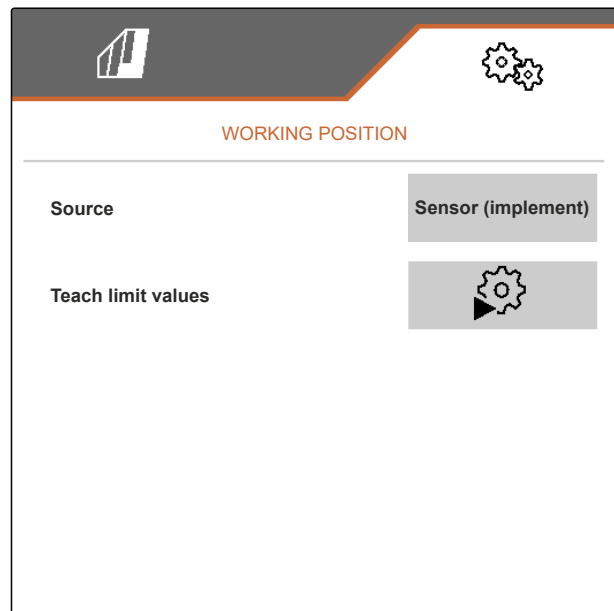 WORKING POSITION
Source
Sensor (implement)
Teach limit values